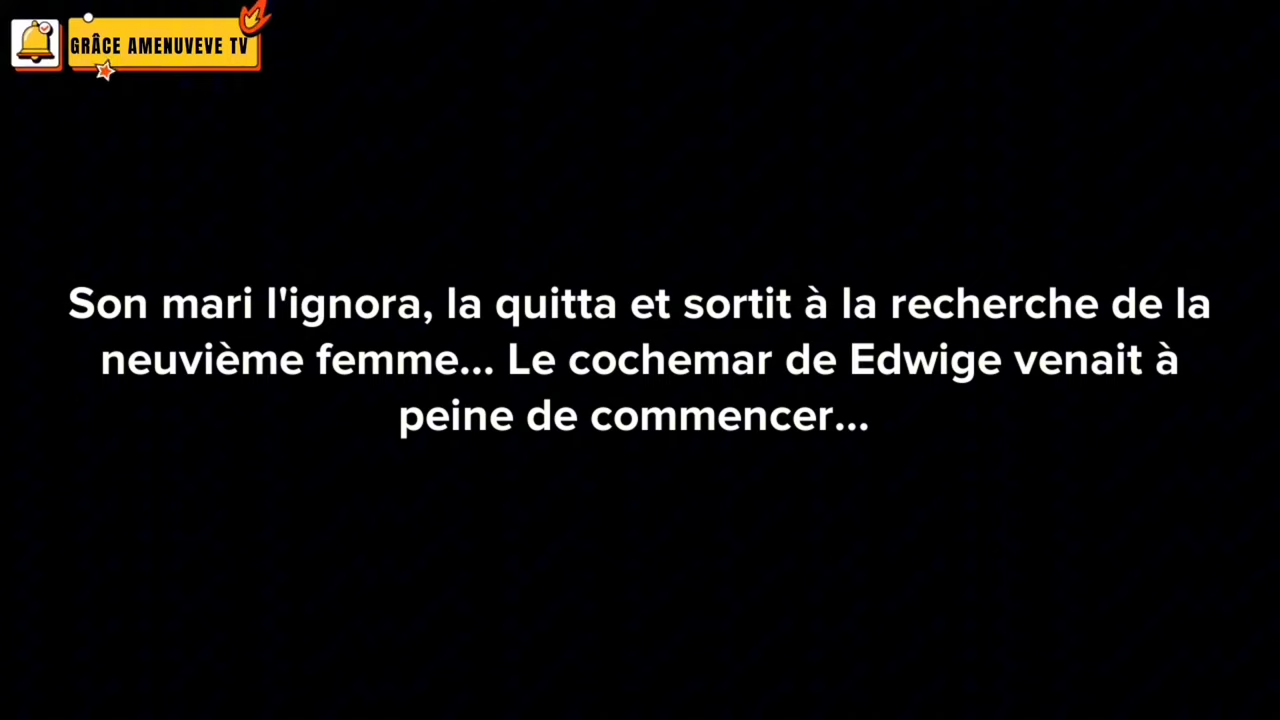 GRÂCE AMENUVEVE TV
Son mari l'ignora, la quitta et sortit à la recherche de la
neuvième femme... Le cochemar de Edwige venait à
peine de commencer...